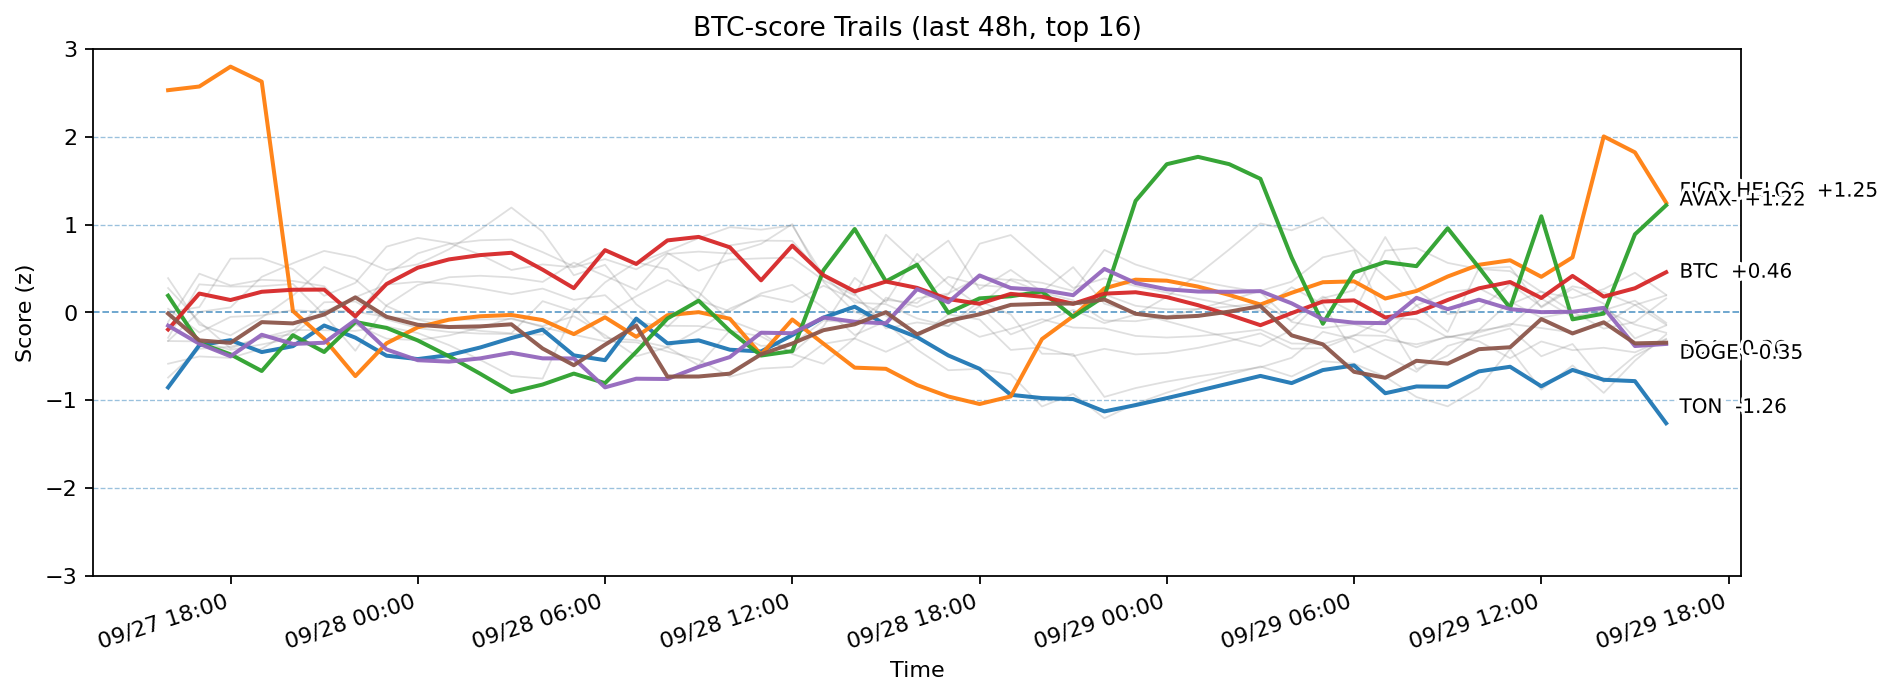 BTC-score Trails (last 48h, top 16)
3
2
1
0
−1
−2
−3
Score (z)
+1.25
AVAX +1.22
BTC +0.46
DOGE -0.35
TON -1.26
09/27 18:00
09/28 00:00
09/28 06:00
09/28 12:00
09/28 18:00
09/29 00:00
09/29 06:00
09/29 12:00
09/29 18:00
Time